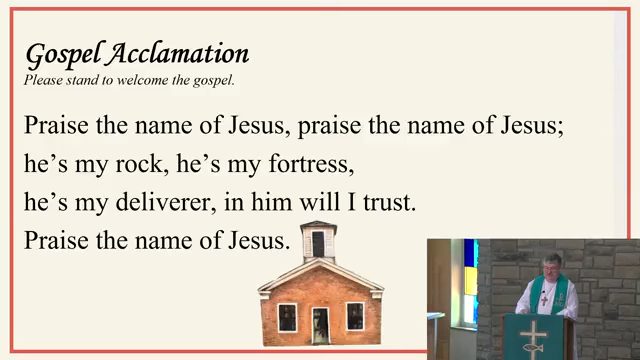 Gospel Acclamation
Please stand to welcome the gospel.
Praise the name of Jesus, praise the name of Jesus;
he’s my rock, he’s my fortress,
he’s my deliverer, in him will I trust.
Praise the name of Jesus.